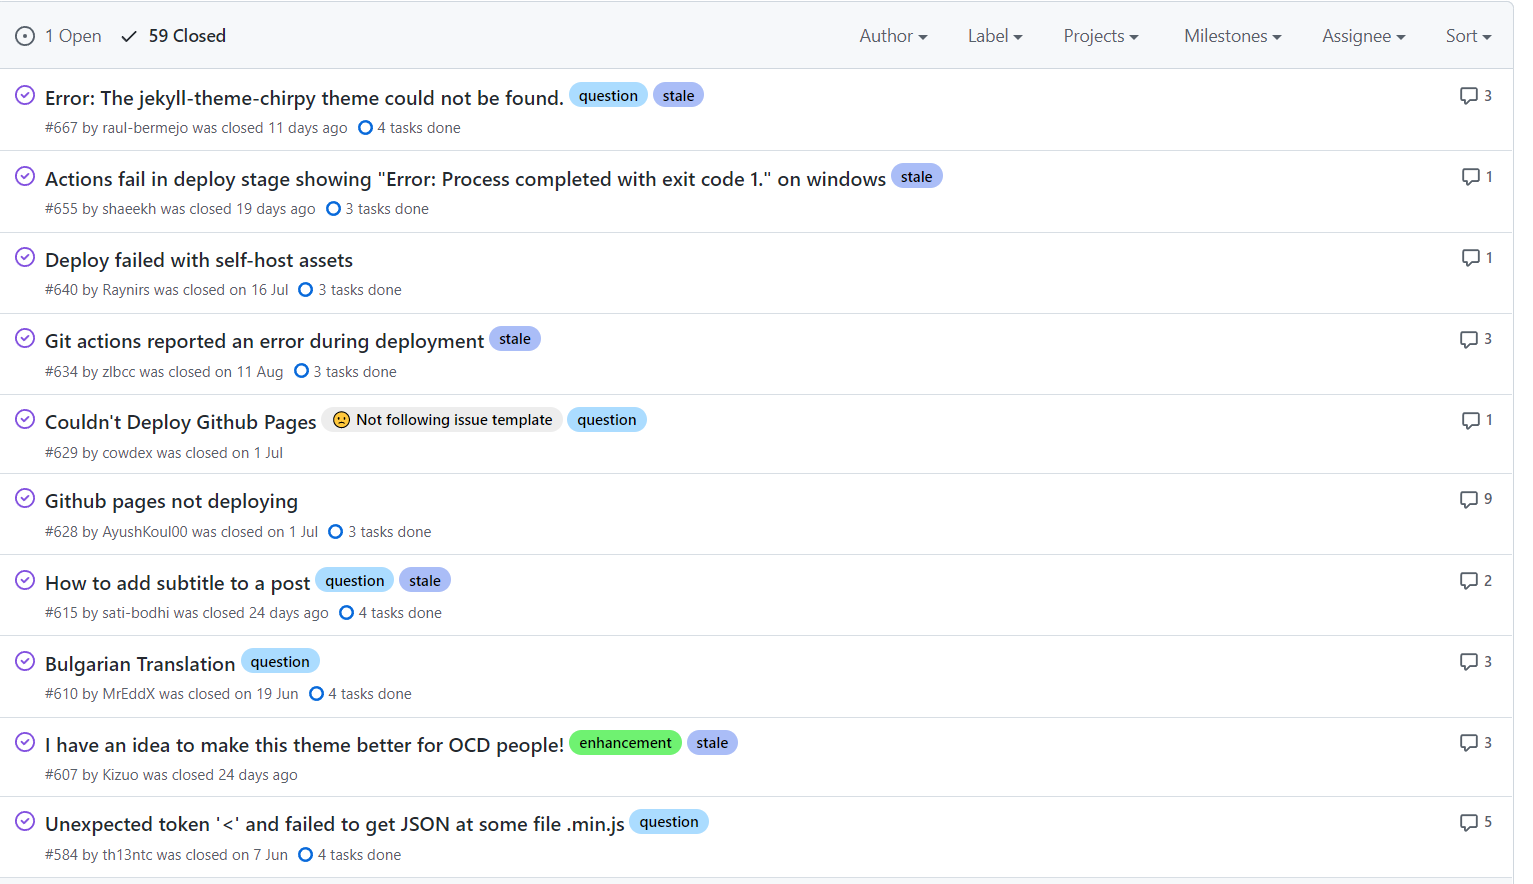 1 Open 59 Closed Author Label Projects Milestones Assignee Sort
Error: The jekyll-theme-chirpy theme could not be found. question stale 3
#667 by raul-bermejo was closed 11 days ago 4 tasks done
Actions fail in deploy stage showing "Error: Process completed with exit code 1." on windows stale 1
#655 by shaeekh was closed 19 days ago 3 tasks done
Deploy failed with self-host assets 1
#640 by Raynirs was closed on 16 Jul 3 tasks done
Git actions reported an error during deployment stale 3
#634 by zlbcc was closed on 11 Aug 3 tasks done
Couldn't Deploy Github Pages Not following issue template question 1
#629 by cowdex was closed on 1 Jul
Github pages not deploying 9
#628 by AyushKoul00 was closed on 1 Jul 3 tasks done
How to add subtitle to a post question stale 2
#615 by sati-bodhi was closed 24 days ago 4 tasks done
Bulgarian Translation question 3
#610 by MrEddX was closed on 19 Jun 4 tasks done
I have an idea to make this theme better for OCD people! enhancement stale 3
#607 by Kizuo was closed 24 days ago
Unexpected token '<' and failed to get JSON at some file .min.js question 5
#584 by th13ntc was closed on 7 Jun 4 tasks done